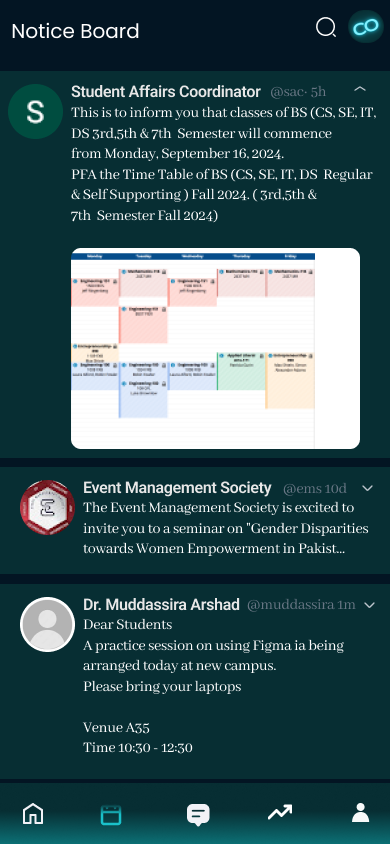 Notice Board
CO
S
Student Affairs Coordinator @sac· 5h
This is to inform you that classes of BS (CS, SE, IT,
DS 3rd,5th & 7th Semester will commence
from Monday, September 16, 2024.
PFA the Time Table of BS (CS, SE, IT, DS Regular
& Self Supporting ) Fall 2024. ( 3rd,5th &
7th Semester Fall 2024)
Monday Tuesday Wednesday Thursday Friday
Event Management Society @ems 10d
The Event Management Society is excited to
invite you to a seminar on "Gender Disparities
towards Women Empowerment in Pakist...
Dr. Muddassira Arshad @muddassira 1m
Dear Students
A practice session on using Figma ia being
arranged today at new campus.
Please bring your laptops
Venue A35
Time 10:30 - 12:30